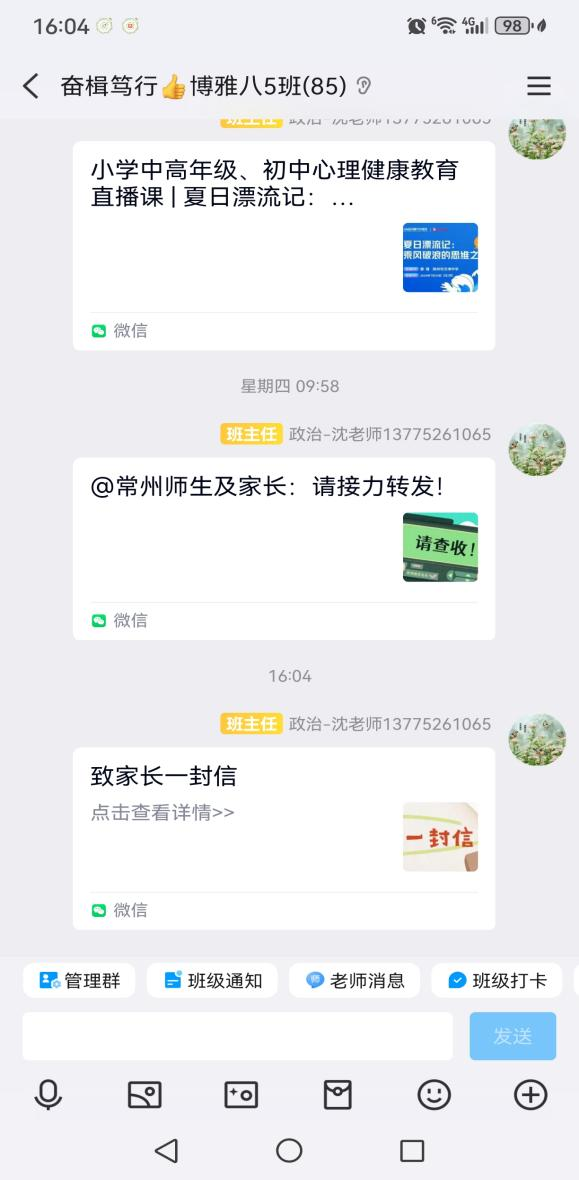 16:04
6
4G
98
奋楫笃行👍博雅八5班(85)
班主任 政治-沈老师13775261065
小学中高年级、初中心理健康教育
直播课 | 夏日漂流记：…
夏日漂流记：
乘风破浪的思维之
微信
星期四 09:58
班主任 政治-沈老师13775261065
@常州师生及家长：请接力转发！
请查收！
微信
16:04
班主任 政治-沈老师13775261065
致家长一封信
点击查看详情>>
一封信
微信
管理群
班级通知
师
老师消息
班级打卡
发送